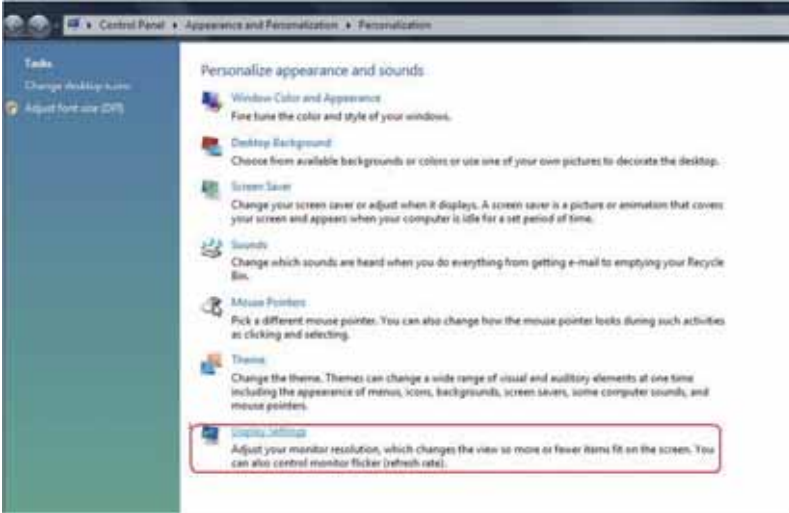 Control Panel ▸ Appearance and Personalization ▸ Personalization
Tasks
Change desktop icons
Adjust font size (DPI)
Personalize appearance and sounds
Window Color and Appearance
Fine tune the color and style of your windows.
Desktop Background
Choose from available backgrounds or colors or use one of your own pictures to decorate the desktop.
Screen Saver
Change your screen saver or adjust when it displays. A screen saver is a picture or animation that covers
your screen and appears when your computer is idle for a set period of time.
Sounds
Change which sounds are heard when you do everything from getting e-mail to emptying your Recycle
Bin.
Mouse Pointers
Pick a different mouse pointer. You can also change how the mouse pointer looks during such activities
as clicking and selecting.
Theme
Change the theme. Themes can change a wide range of visual and auditory elements at one time
including the appearance of menus, icons, backgrounds, screen savers, some computer sounds, and
mouse pointers.
Display Settings
Adjust your monitor resolution, which changes the view so more or fewer items fit on the screen. You
can also control monitor flicker (refresh rate).